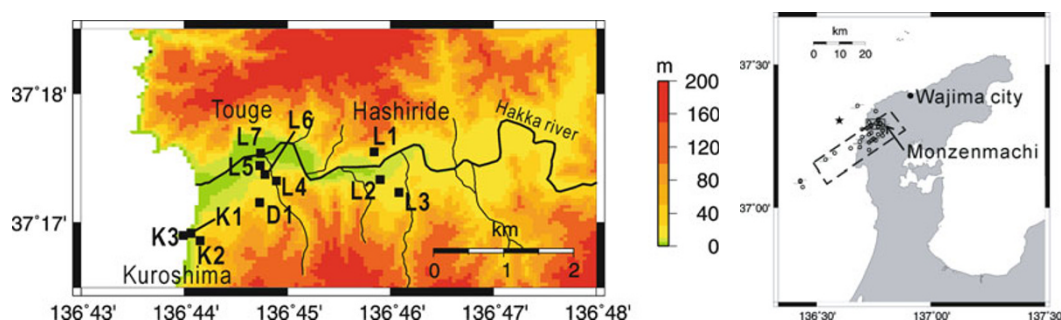 37°18'
37°17'
136°43' 136°44' 136°45' 136°46' 136°47' 136°48'
Touge
Hashiride
Hakka river
L7
L6
L1
L5
L4
L2
L3
D1
K1
K3
K2
Kuroshima
km
0 1 2
m
200
160
120
80
40
0
km
0 10 20
37°30'
37°00'
136°30' 137°00' 137°30'
Wajima city
Monzenmachi